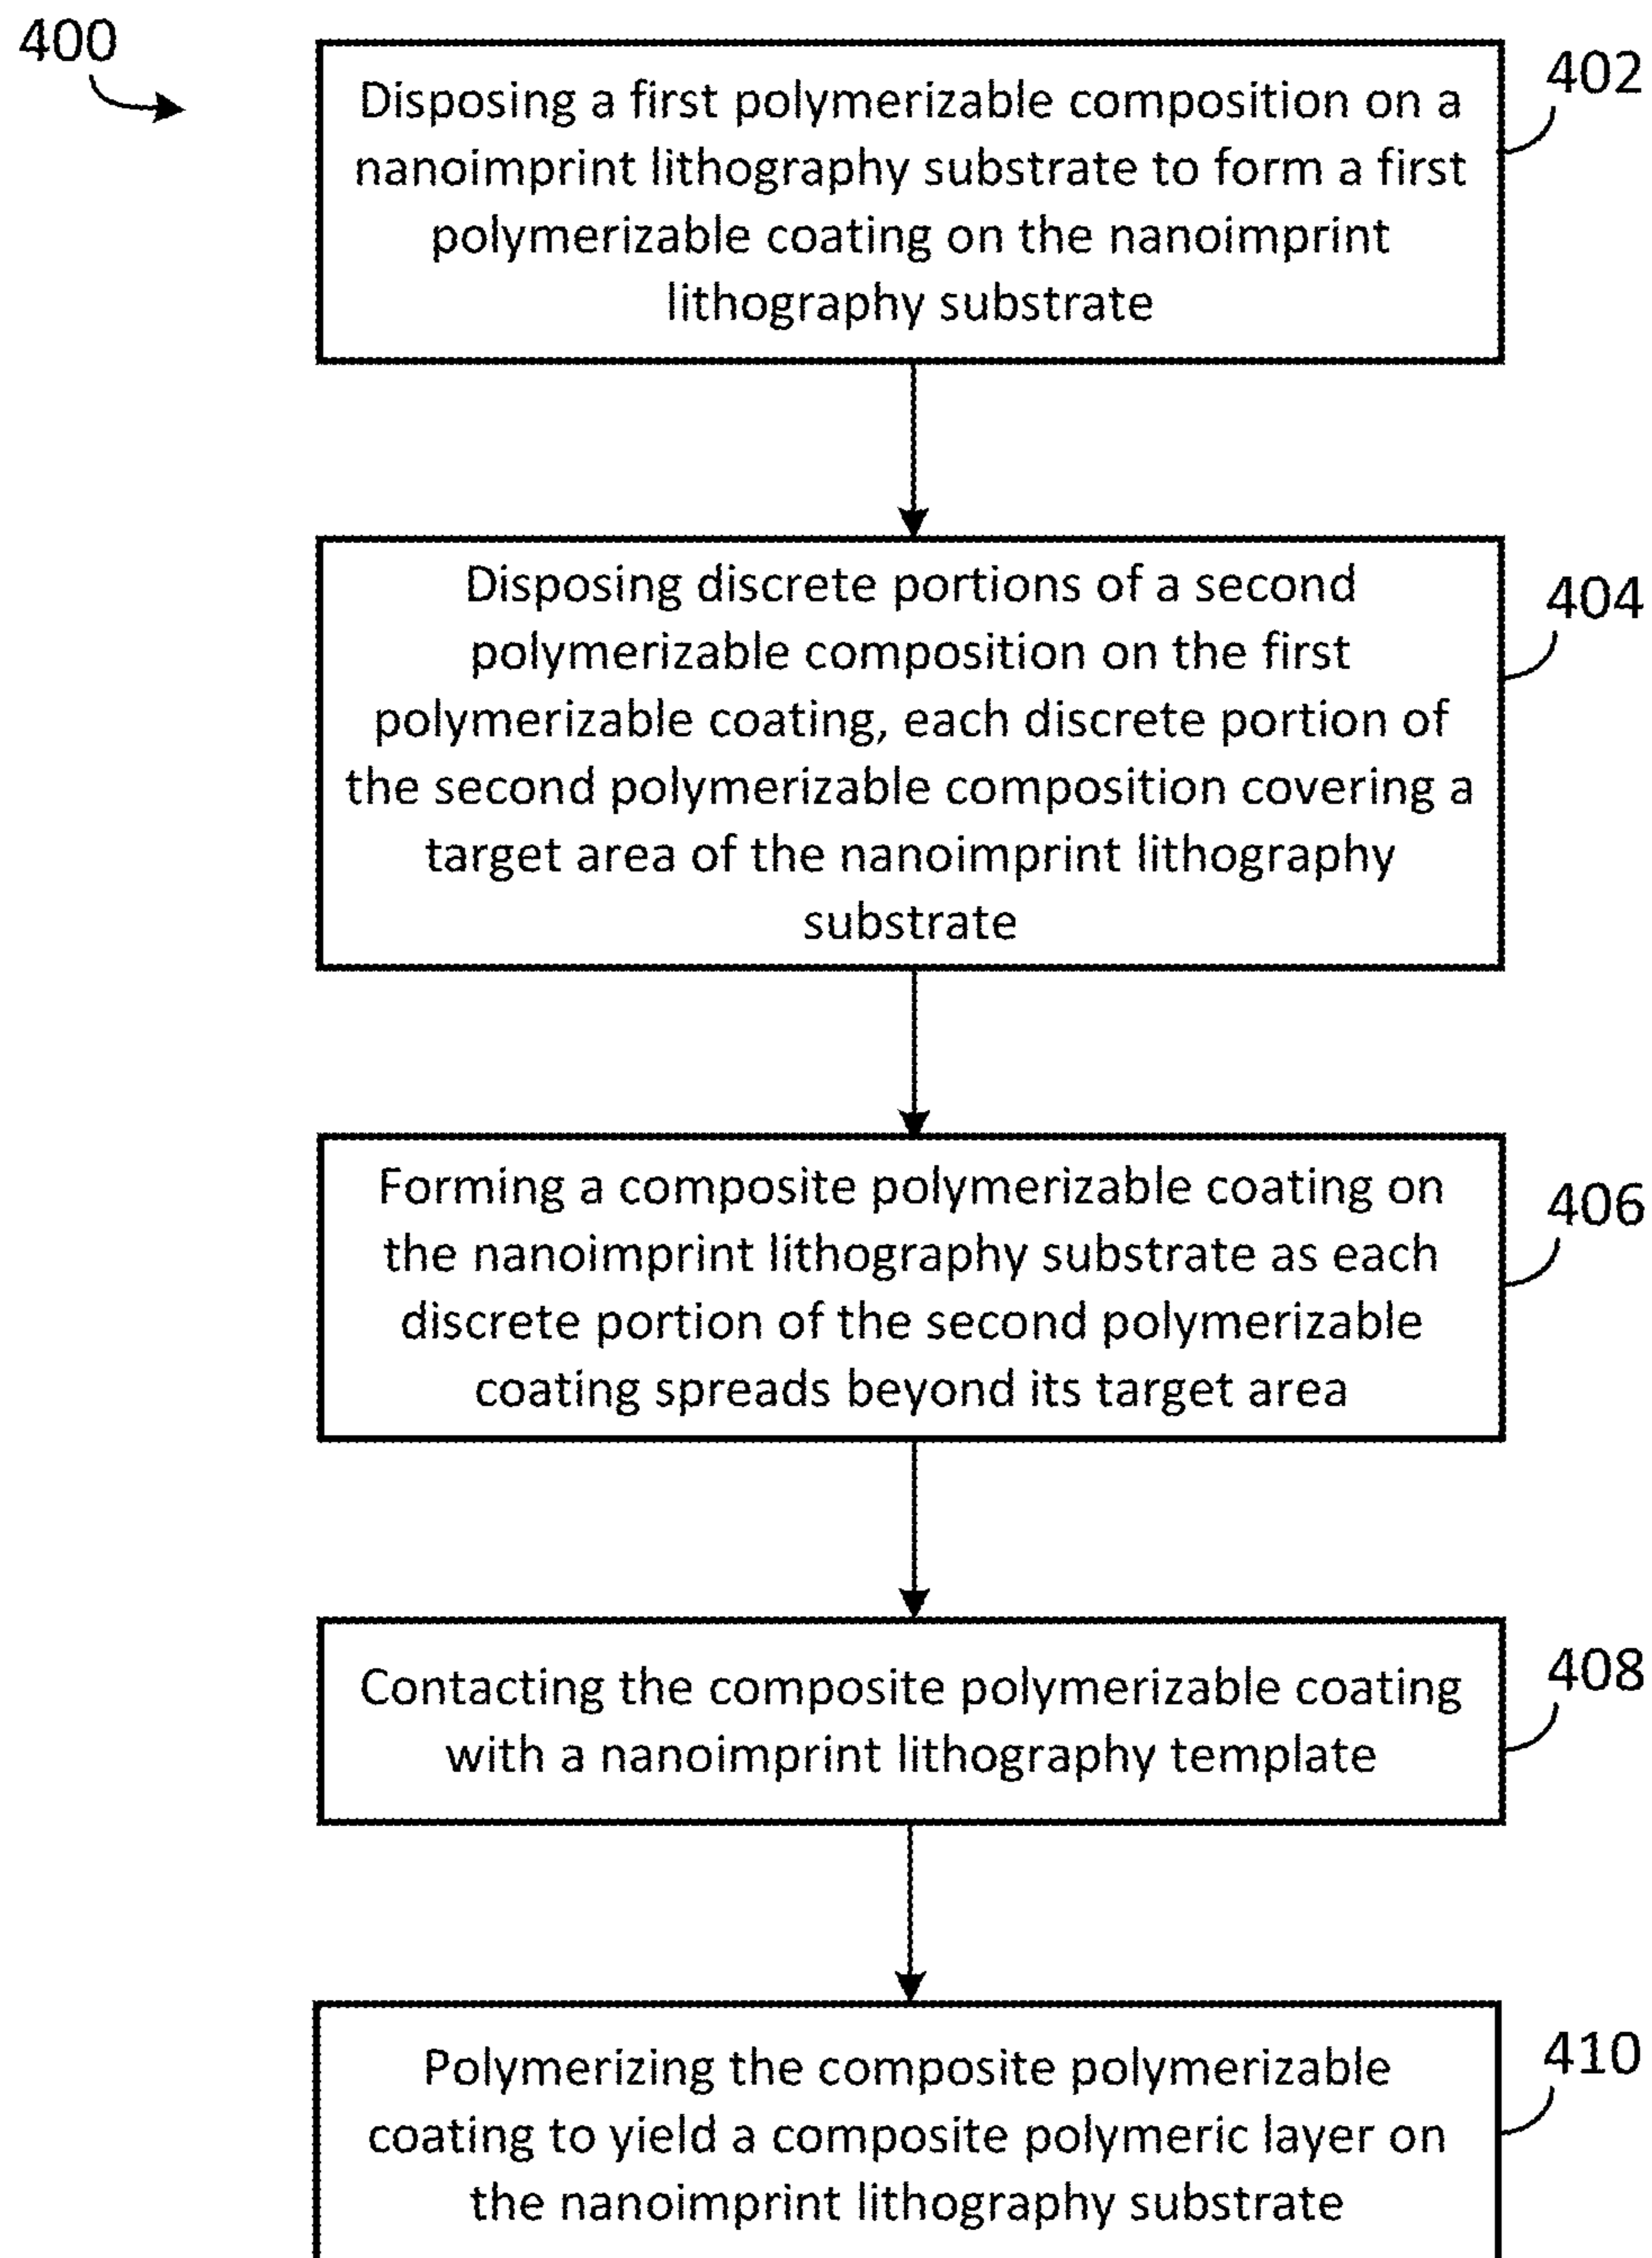 400
402
Disposing a first polymerizable composition on a
nanoimprint lithography substrate to form a first
polymerizable coating on the nanoimprint
lithography substrate
404
Disposing discrete portions of a second
polymerizable composition on the first
polymerizable coating, each discrete portion of
the second polymerizable composition covering a
target area of the nanoimprint lithography
substrate
406
Forming a composite polymerizable coating on
the nanoimprint lithography substrate as each
discrete portion of the second polymerizable
coating spreads beyond its target area
408
Contacting the composite polymerizable coating
with a nanoimprint lithography template
410
Polymerizing the composite polymerizable
coating to yield a composite polymeric layer on
the nanoimprint lithography substrate